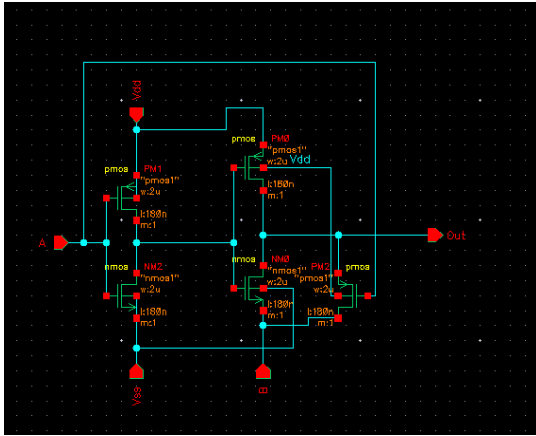 Vdd
pmos
PM0
"pmos1"
Vdd
w:2u
l:180n
m:1
pmos
PM1
"pmos1"
w:2u
l:180n
m:1
A
Out
nmos
NM2
"nmos1"
w:2u
l:180n
m:1
nmos
NM0
"nmos1"
w:2u
l:180n
m:1
PM2
pmos
"pmos1"
w:2u
l:180n
m:1
Vss
B